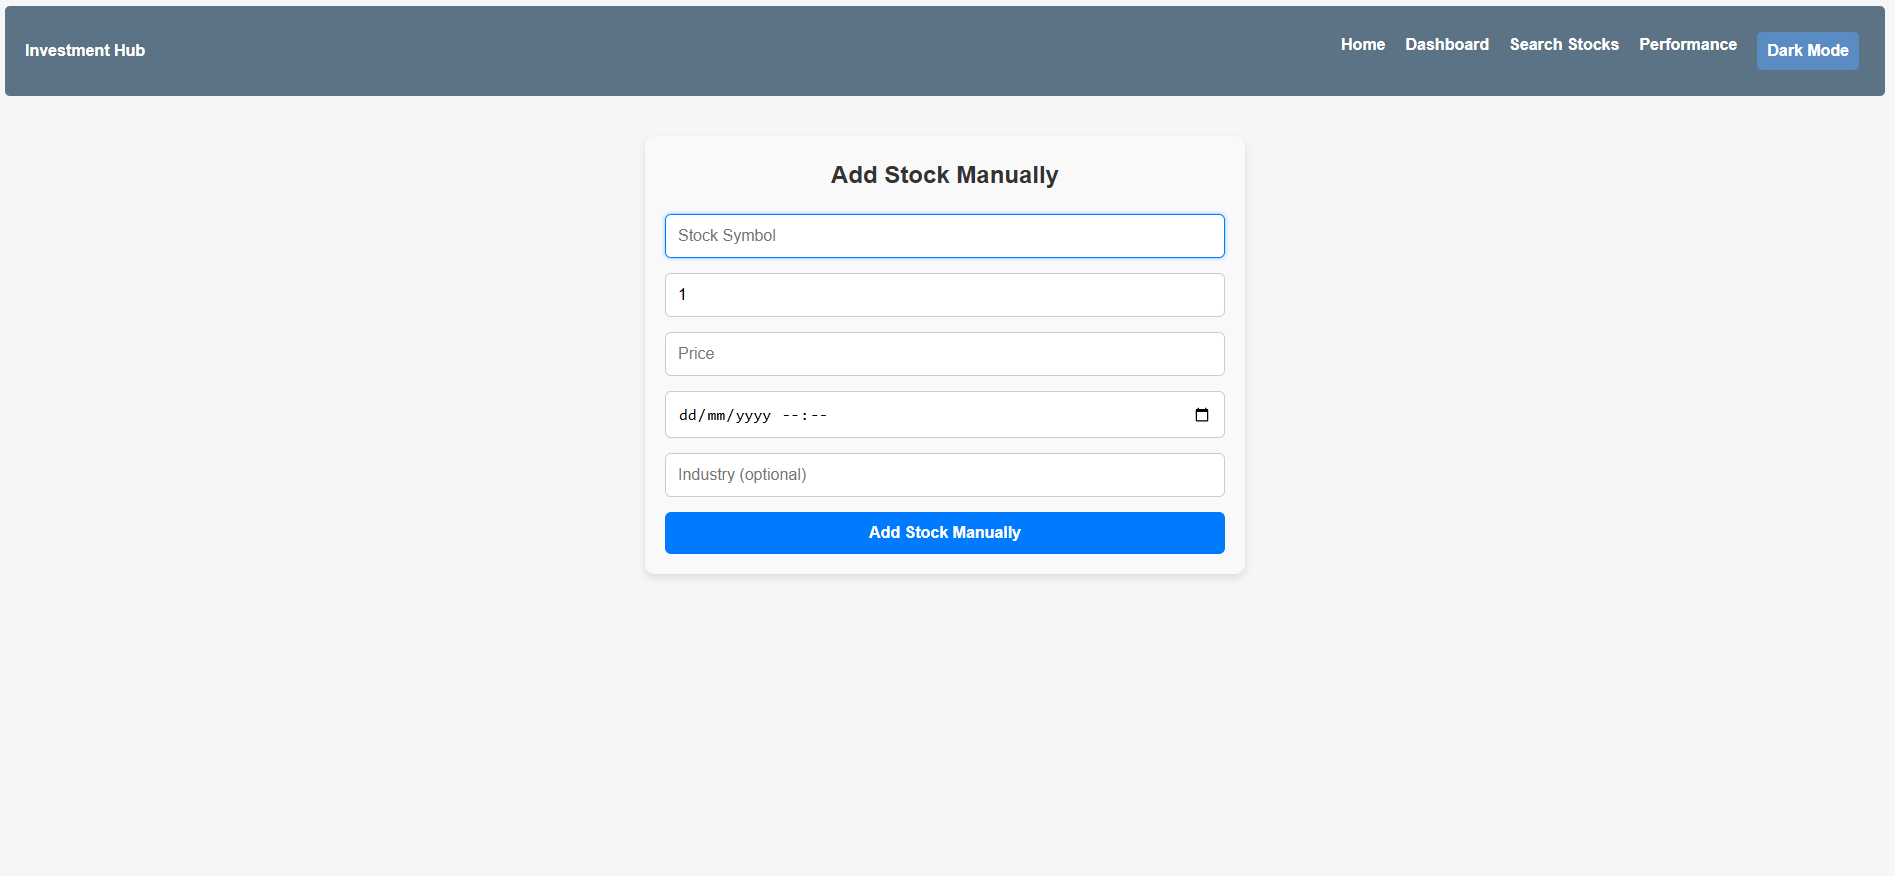 Investment Hub
Home Dashboard Search Stocks Performance Dark Mode
Add Stock Manually
Stock Symbol
1
Price
dd/mm/yyyy --:--
Industry (optional)
Add Stock Manually